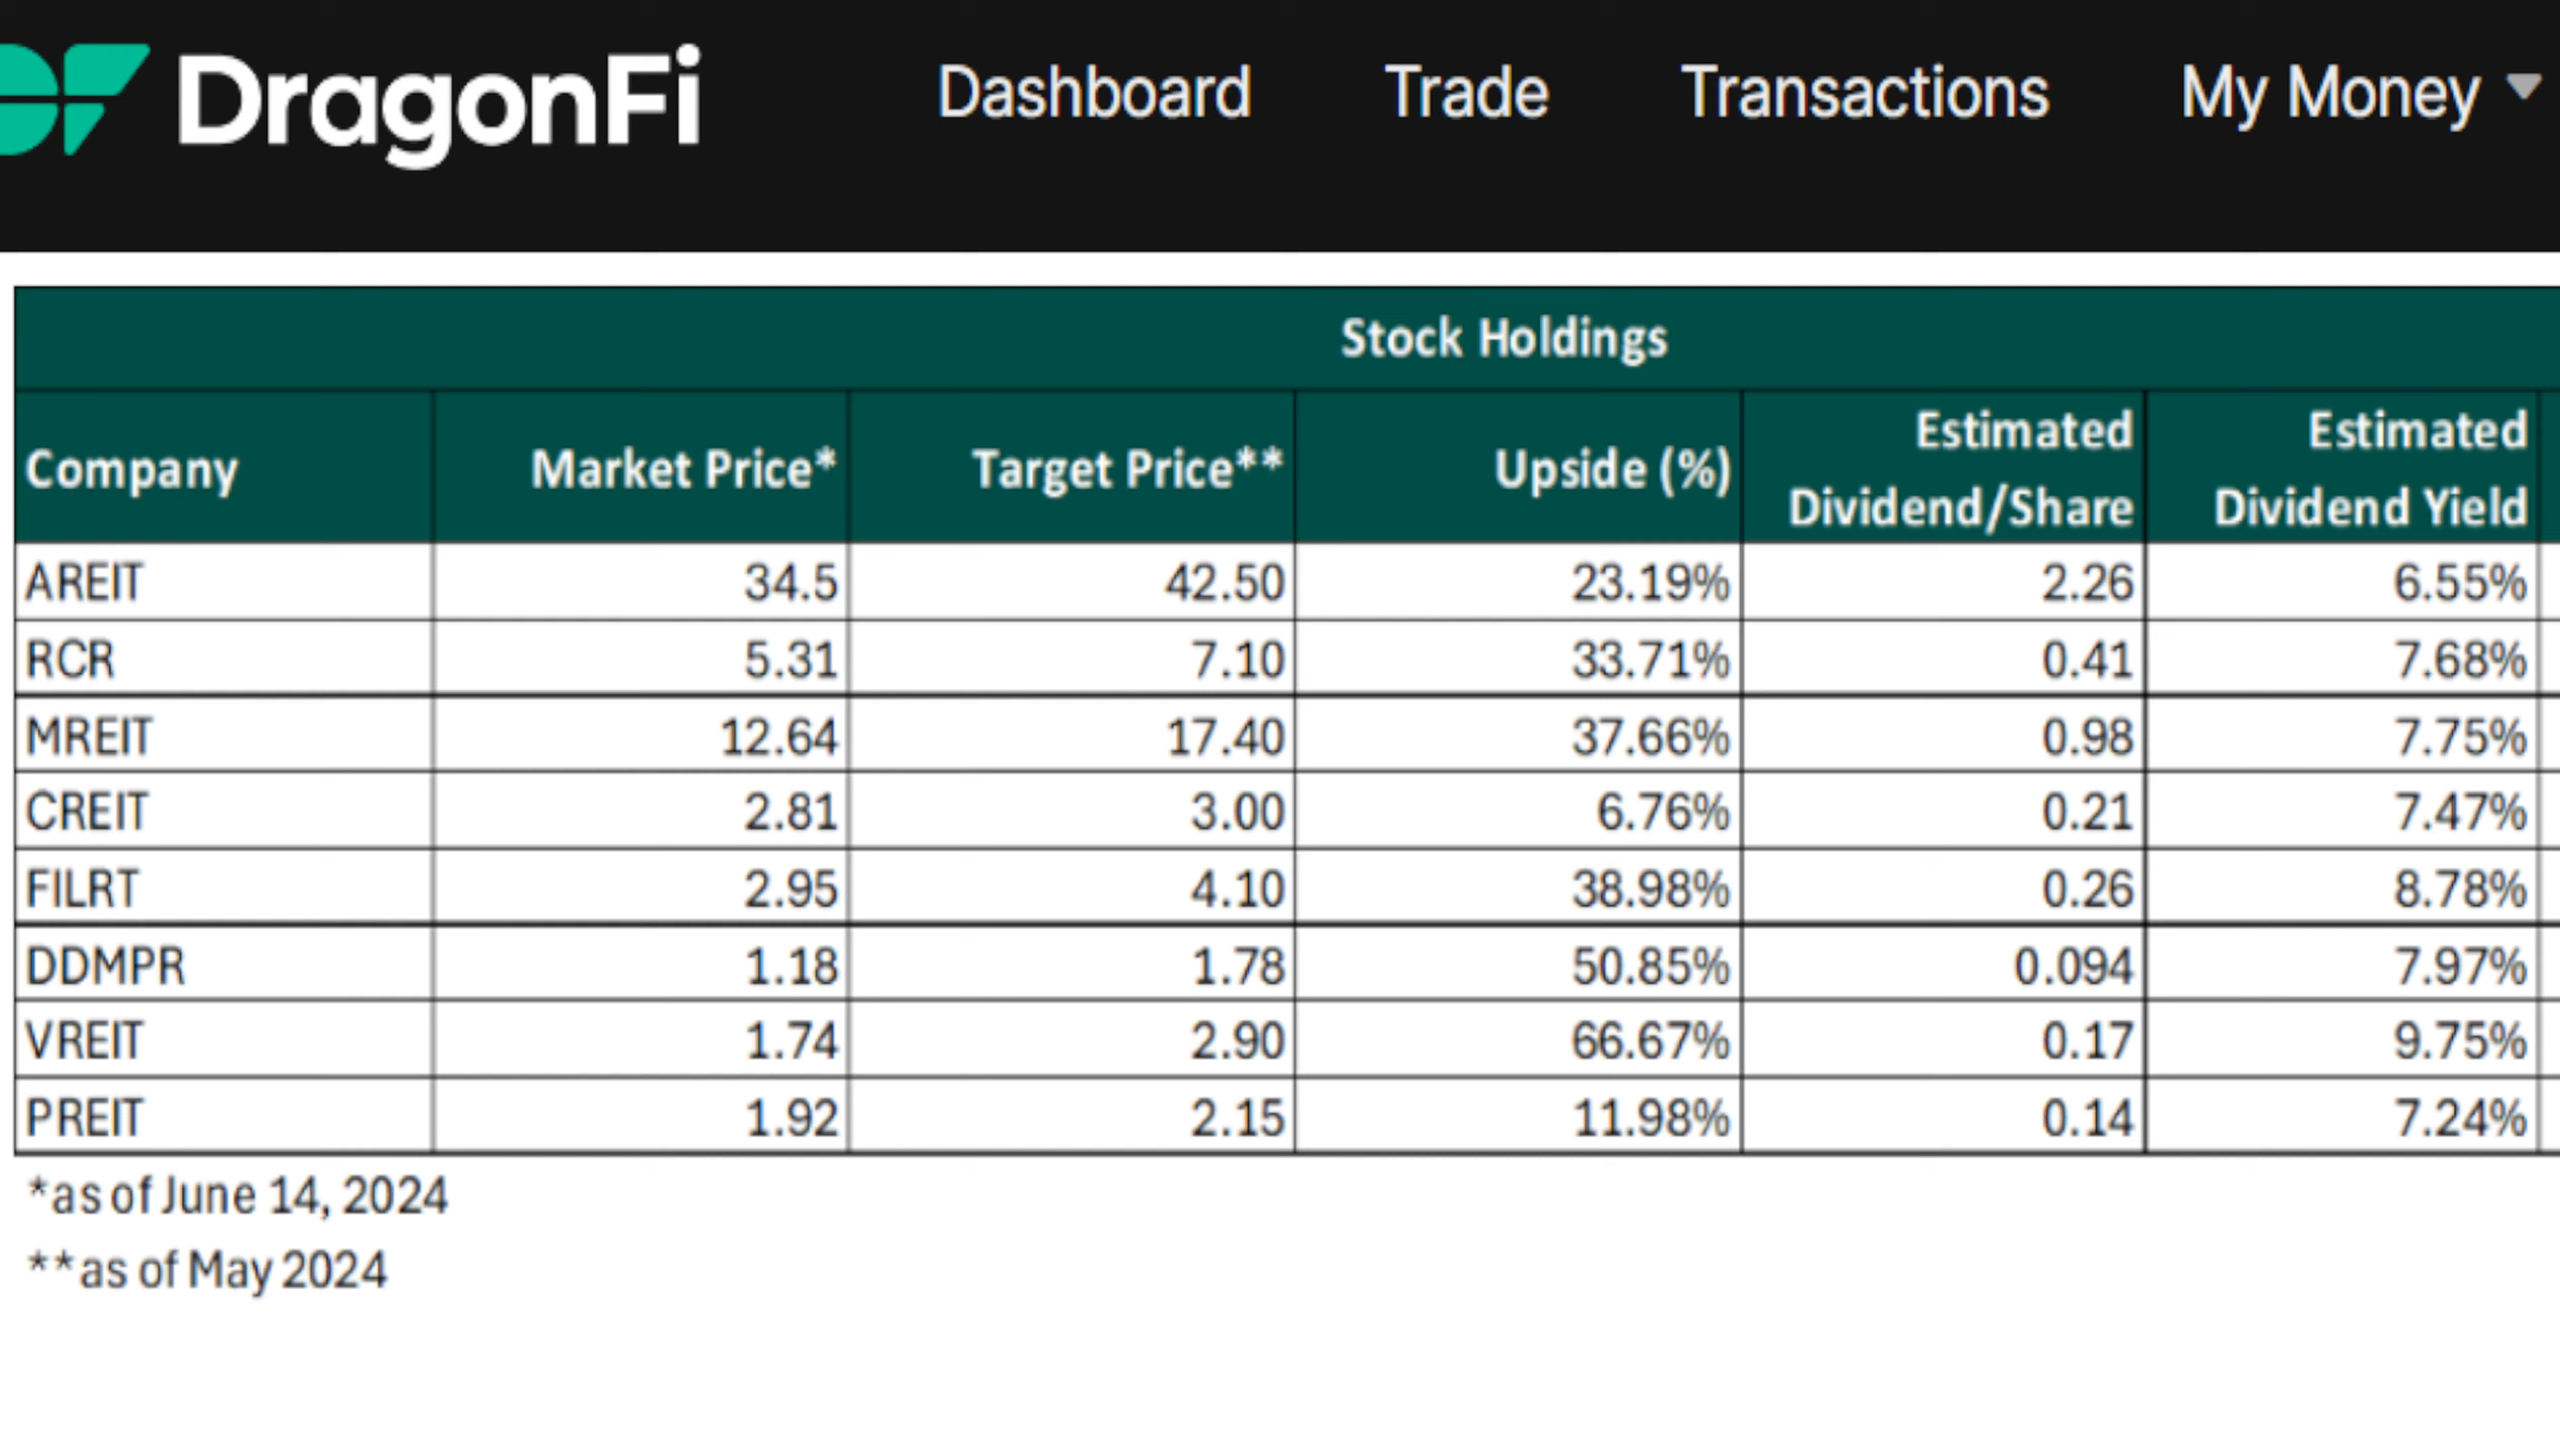 DragonFi Dashboard Trade Transactions My Money
Stock Holdings
Company Market Price* Target Price** Upside (%) Estimated Dividend/Share Estimated Dividend Yield
AREIT 34.5 42.50 23.19% 2.26 6.55%
RCR 5.31 7.10 33.71% 0.41 7.68%
MREIT 12.64 17.40 37.66% 0.98 7.75%
CREIT 2.81 3.00 6.76% 0.21 7.47%
FILRT 2.95 4.10 38.98% 0.26 8.78%
DDMPR 1.18 1.78 50.85% 0.094 7.97%
VREIT 1.74 2.90 66.67% 0.17 9.75%
PREIT 1.92 2.15 11.98% 0.14 7.24%
*as of June 14, 2024
**as of May 2024